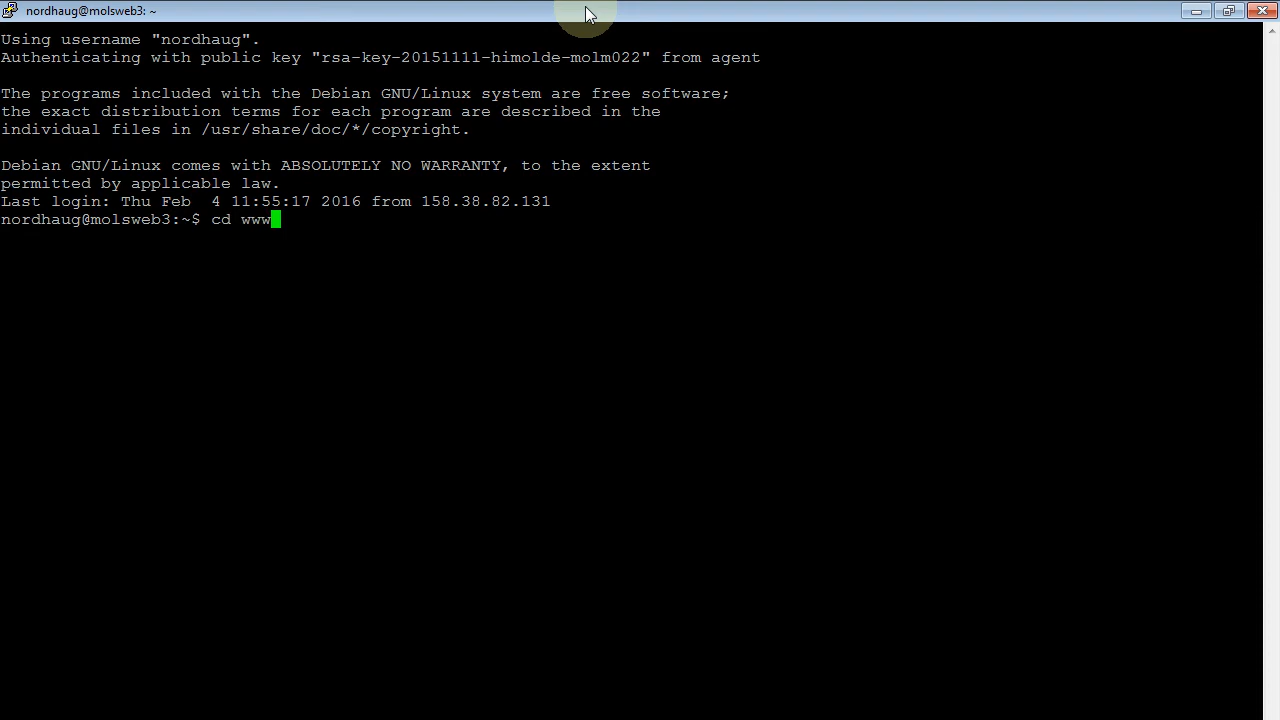 nordhaug@molsweb3: ~
Using username "nordhaug".
Authenticating with public key "rsa-key-20151111-himolde-molm022" from agent
The programs included with the Debian GNU/Linux system are free software;
the exact distribution terms for each program are described in the
individual files in /usr/share/doc/*/copyright.
Debian GNU/Linux comes with ABSOLUTELY NO WARRANTY, to the extent
permitted by applicable law.
Last login: Thu Feb  4 11:55:17 2016 from 158.38.82.131
nordhaug@molsweb3:~$ cd www